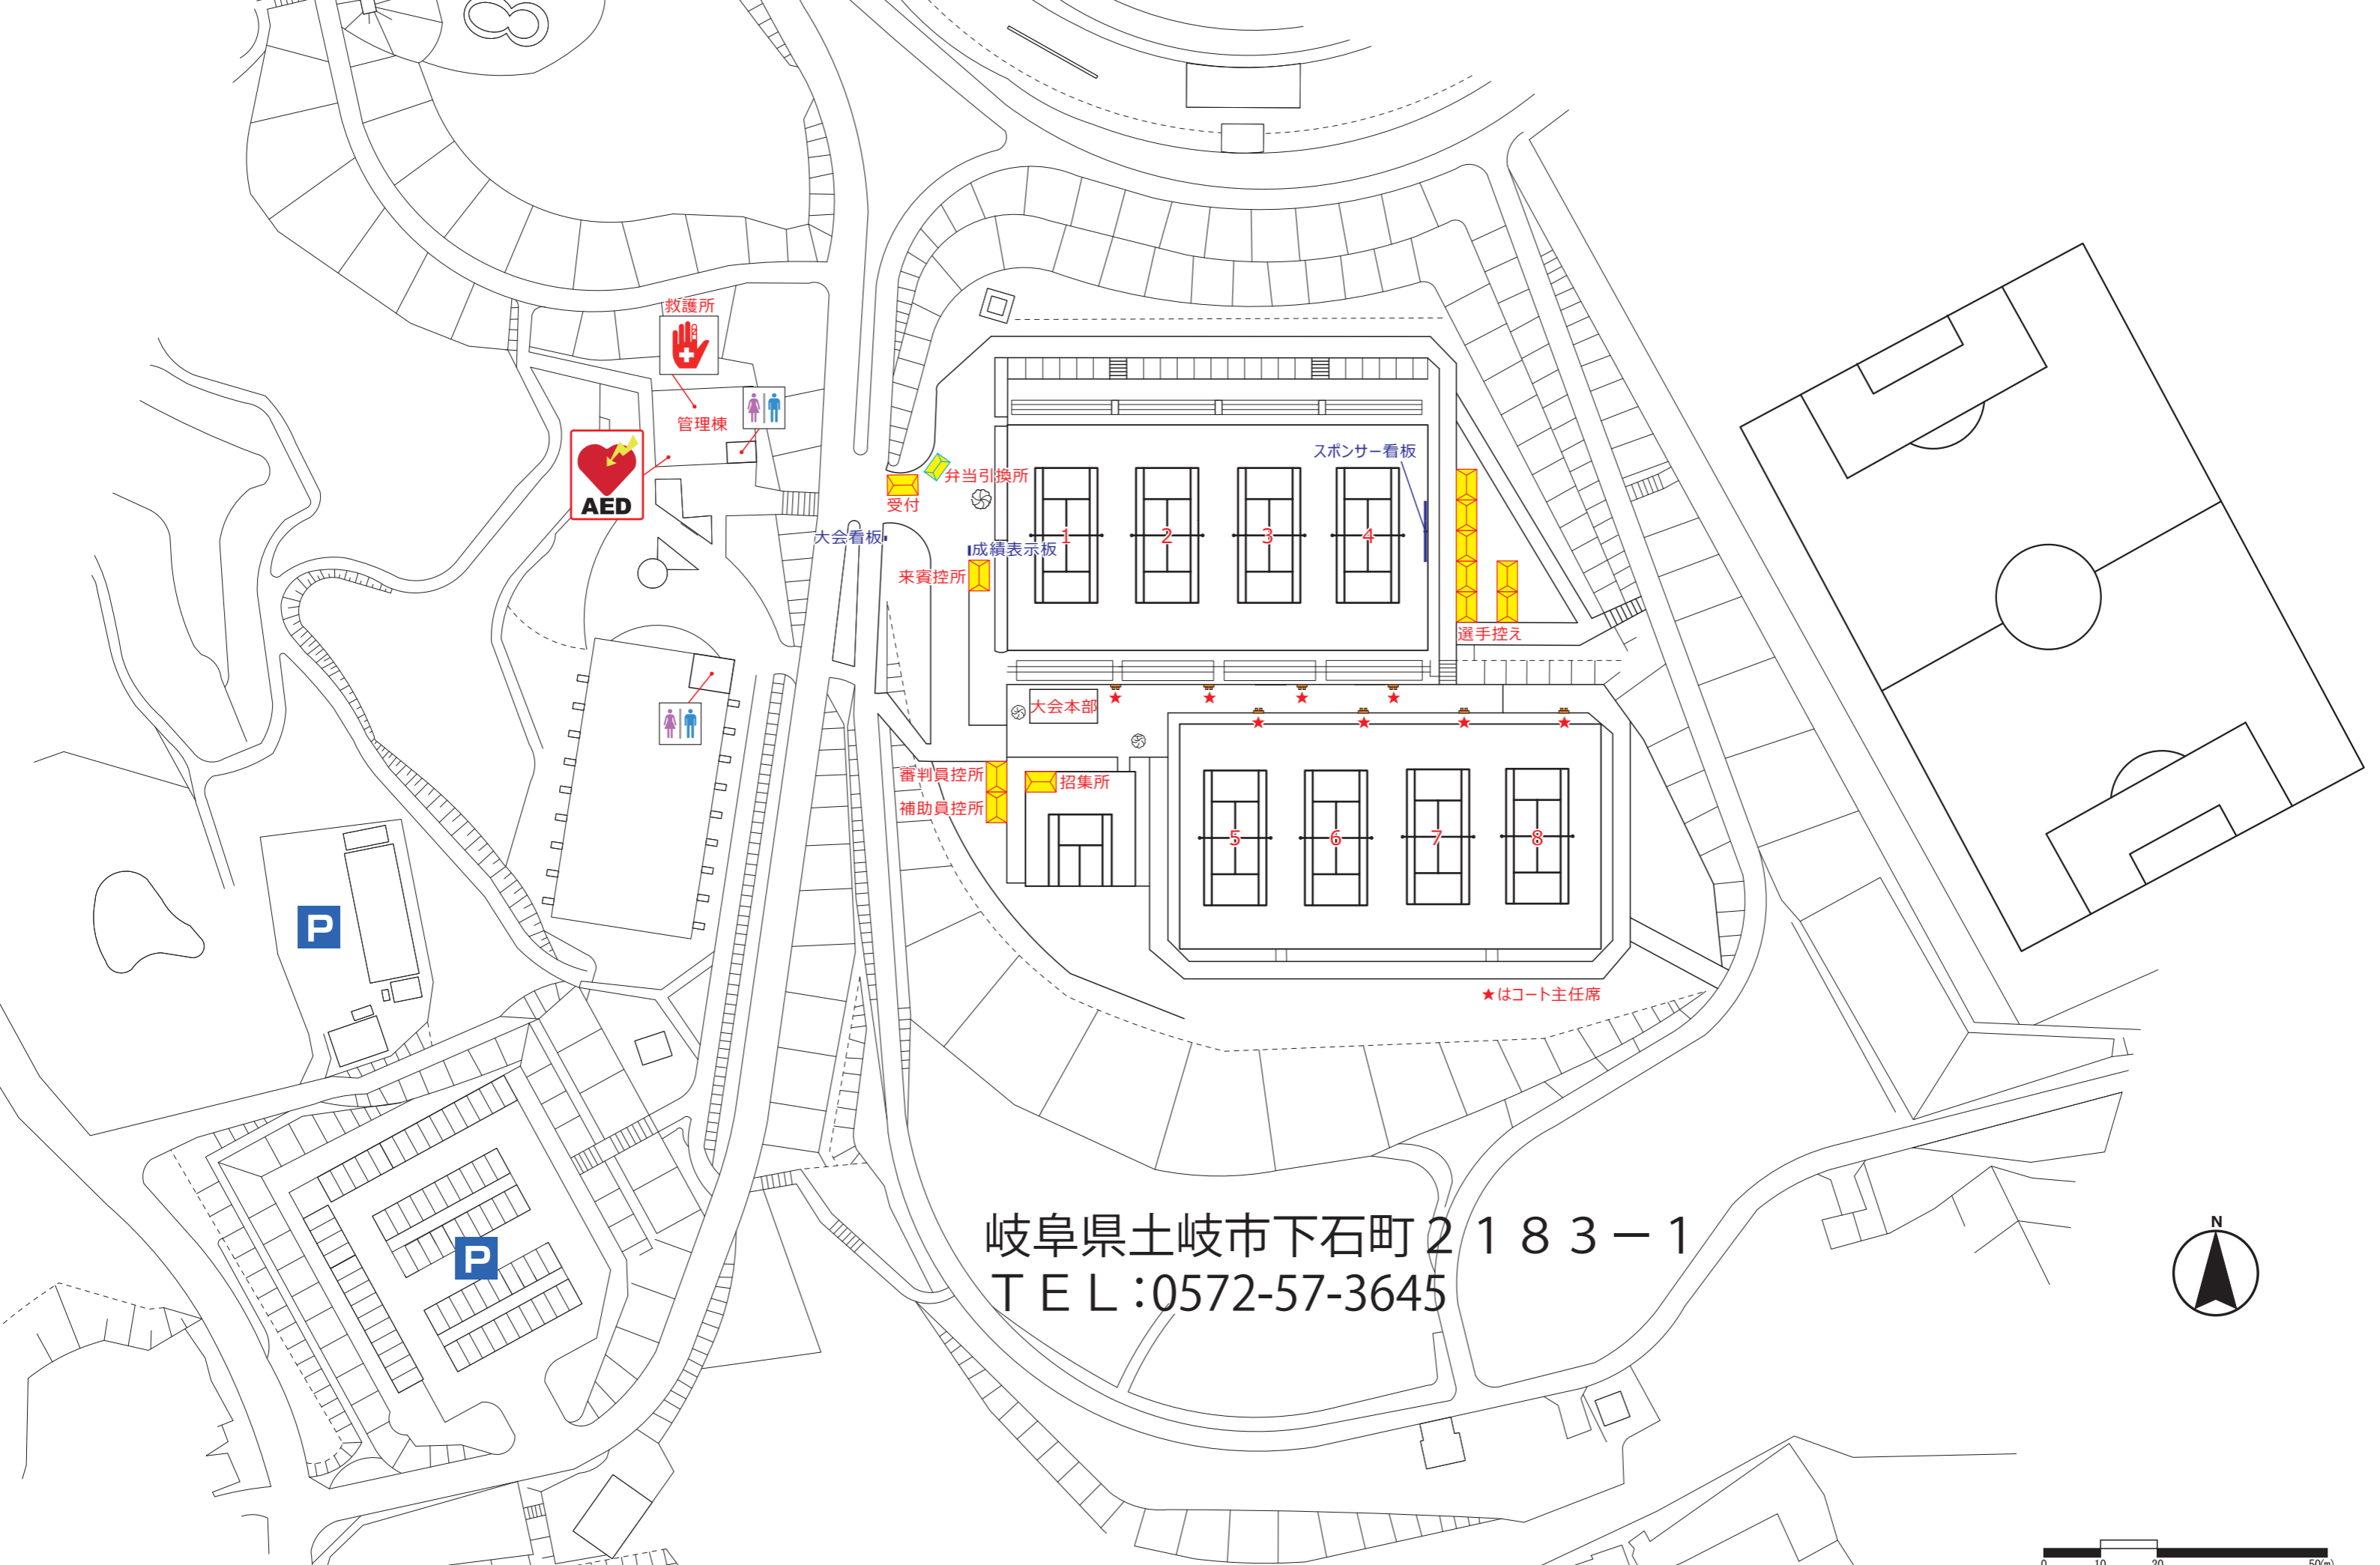 救護所
管理棟
AED
スポンサー看板
弁当引換所
受付
大会看板
成績表示板
来賓控所
1
2
3
4
選手控え
大会本部
★
★
★
★
★
★
★
★
審判員控所
招集所
補助員控所
5
6
7
8
P
★はコート主任席
P
岐阜県土岐市下石町２１８３－１
ＴＥＬ：0572-57-3645
N
0 10 20 50(m)